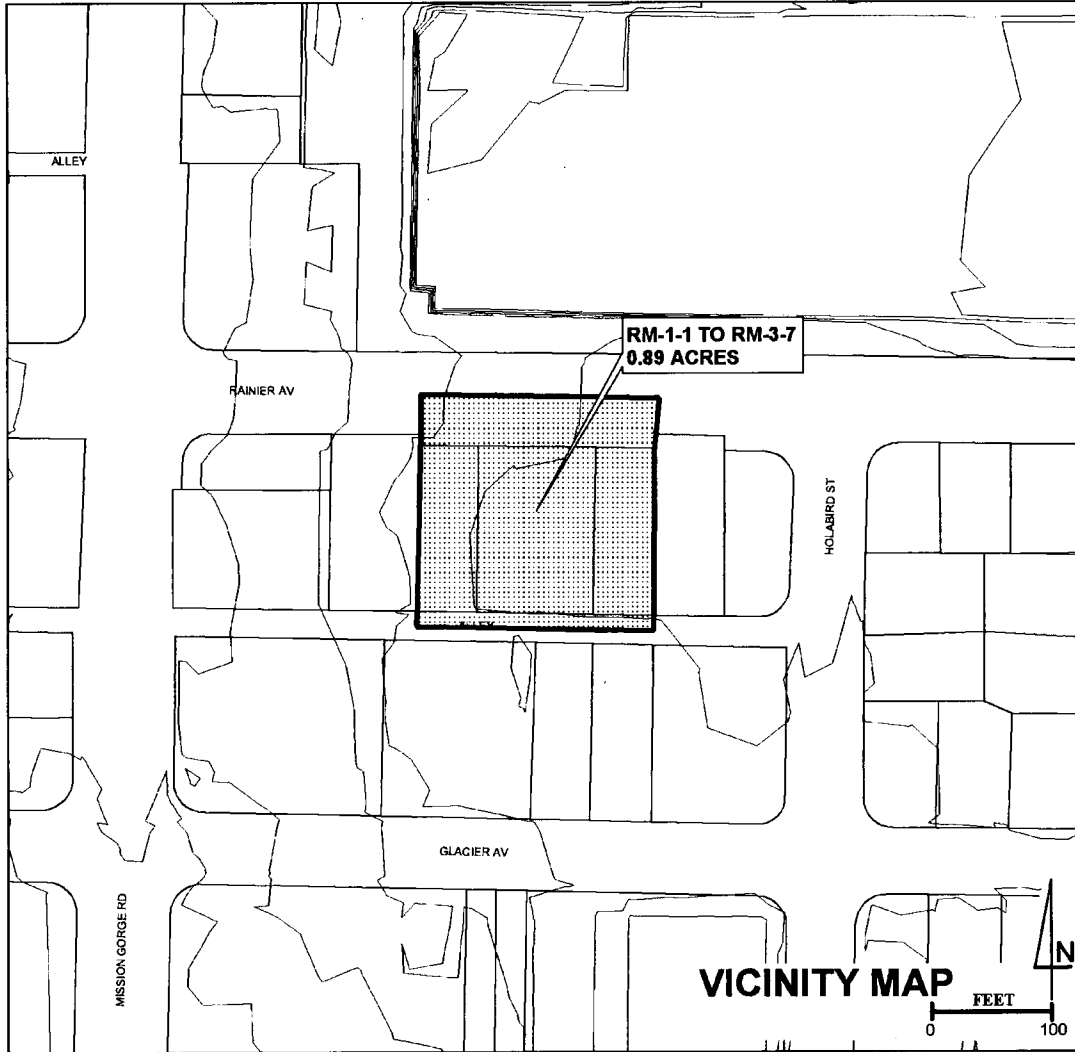 ALLEY
RM-1-1 TO RM-3-7
0.89 ACRES
RAINIER AV
HOLABIRD ST
ALLEY
GLACIER AV
MISSION GORGE RD
N
VICINITY MAP
FEET
0 100